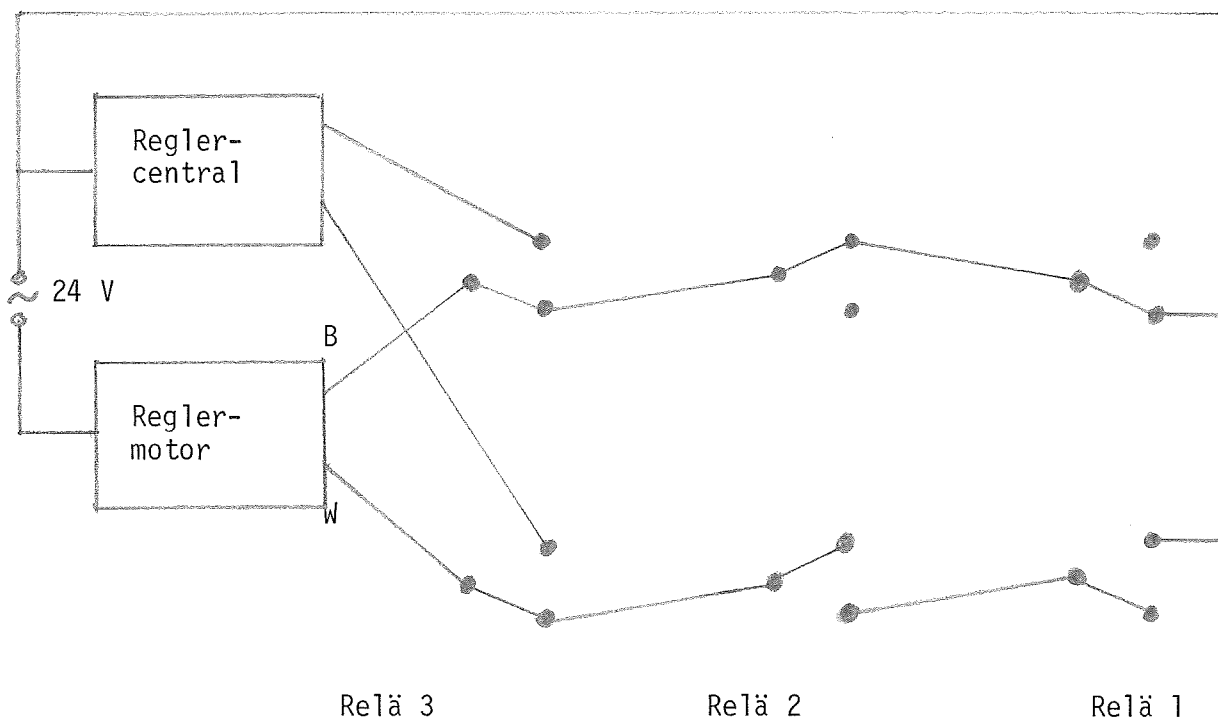 Regler-
central
~ 24 V
B
Regler-
motor
W
Relä 3 Relä 2 Relä 1